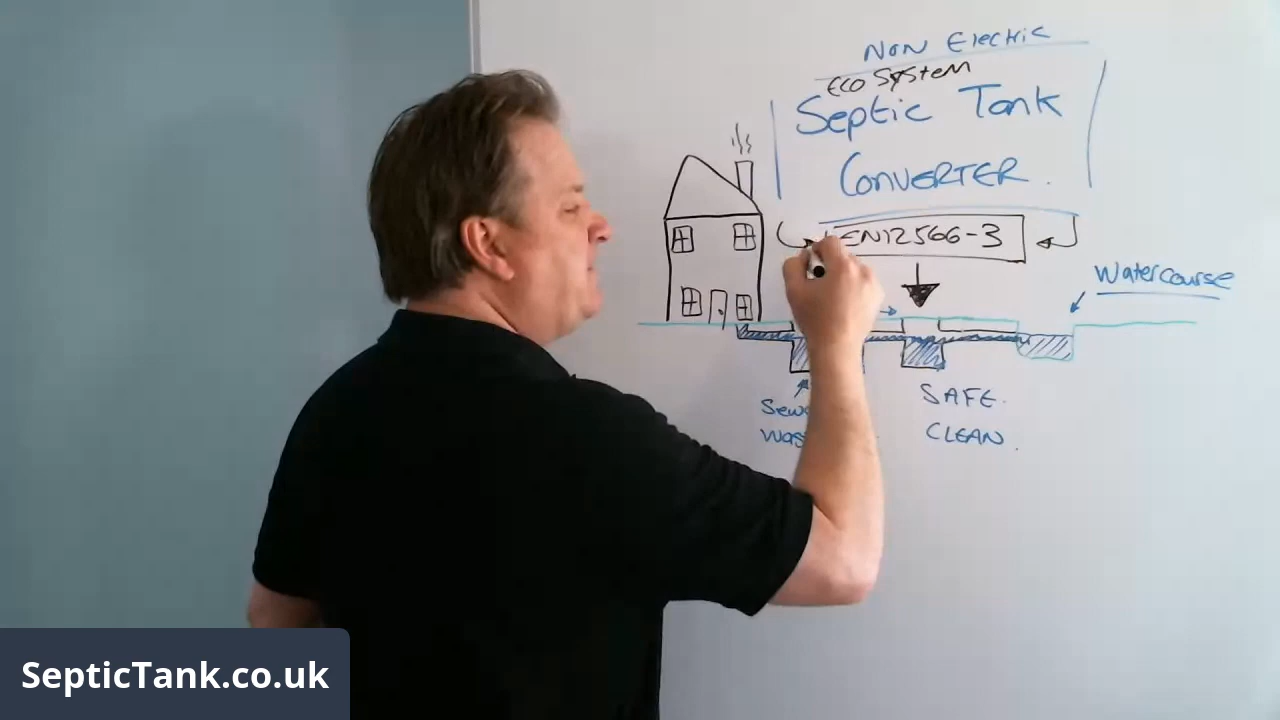 Non Electric
Eco System
Septic Tank
Converter.
EN12566-3
Watercourse
SAFE.
CLEAN.
SepticTank.co.uk